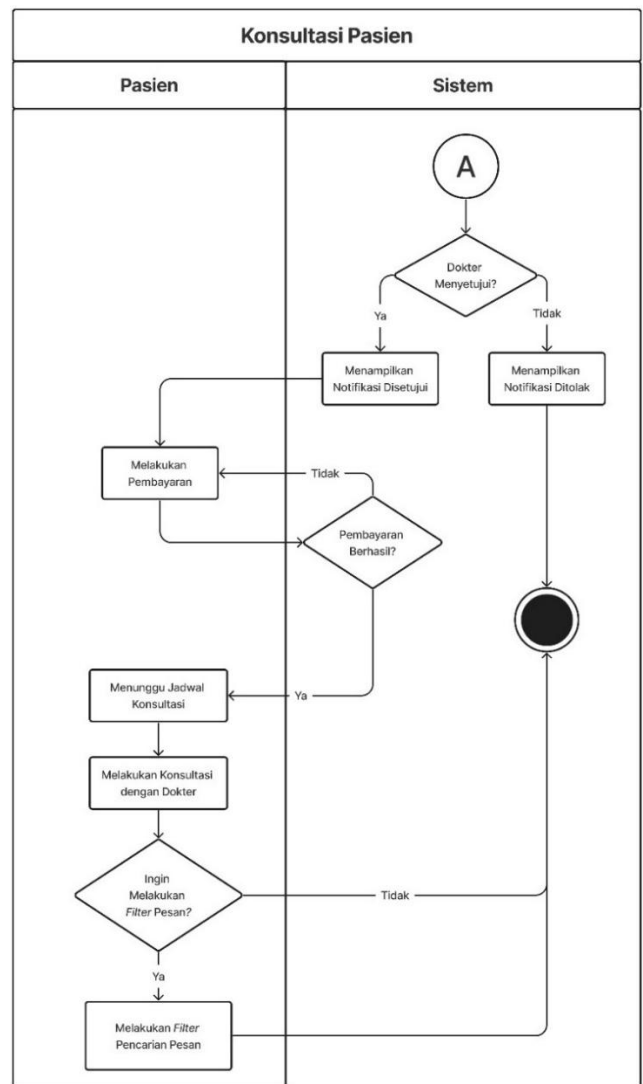 Konsultasi Pasien
Pasien
Sistem
A
Dokter
Menyetujui?
Ya
Tidak
Menampilkan
Notifikasi Disetujui
Menampilkan
Notifikasi Ditolak
Melakukan
Pembayaran
Tidak
Pembayaran
Berhasil?
Menunggu Jadwal
Konsultasi
Ya
Melakukan Konsultasi
dengan Dokter
Ingin
Melakukan
Filter Pesan?
Tidak
Ya
Melakukan Filter
Pencarian Pesan